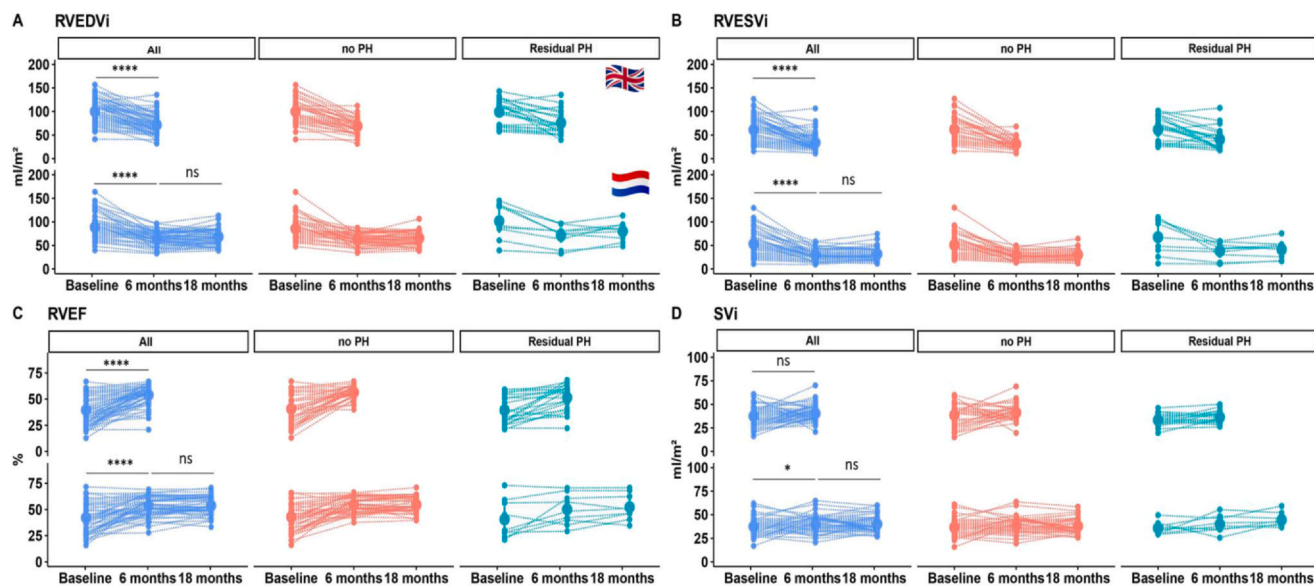 A RVEDVi
All no PH Residual PH
ml/m²
200
150
100
50
0
****
200
150
100
50
0
**** ns
Baseline 6 months 18 months Baseline 6 months 18 months Baseline 6 months 18 months
B RVESVi
All no PH Residual PH
ml/m²
200
150
100
50
0
****
200
150
100
50
0
**** ns
Baseline 6 months 18 months Baseline 6 months 18 months Baseline 6 months 18 months
C RVEF
All no PH Residual PH
%
75
50
25
0
****
75
50
25
0
**** ns
Baseline 6 months 18 months Baseline 6 months 18 months Baseline 6 months 18 months
D SVi
All no PH Residual PH
ml/m²
100
75
50
25
0
ns
100
75
50
25
0
* ns
Baseline 6 months 18 months Baseline 6 months 18 months Baseline 6 months 18 months